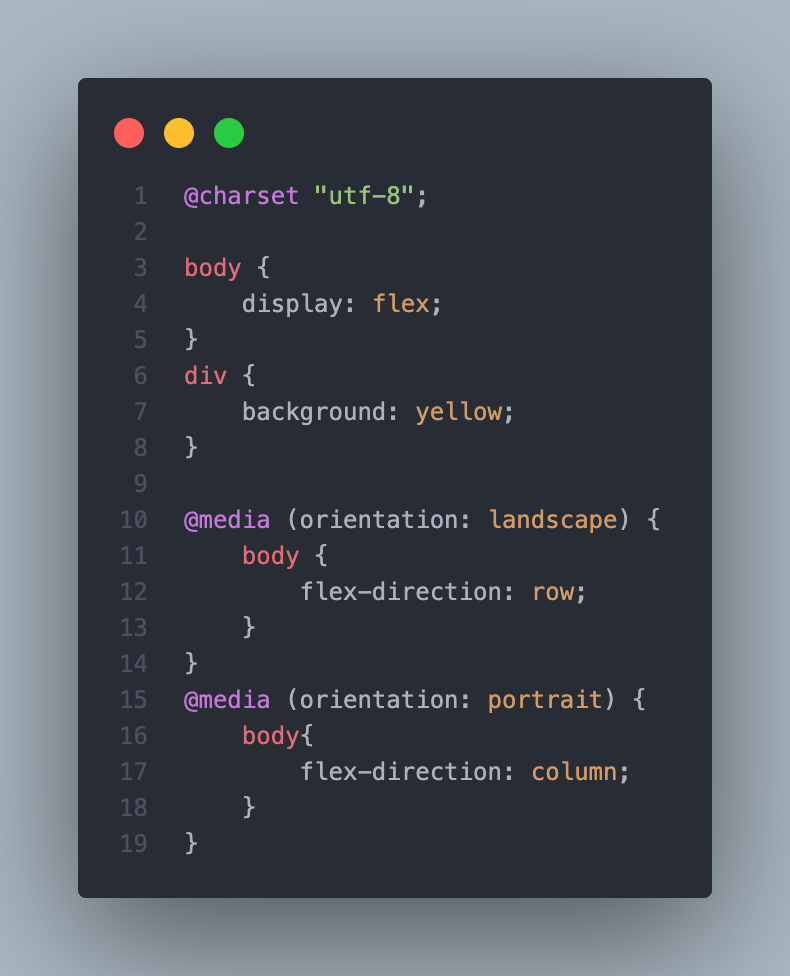 1 @charset "utf-8";
2
3 body {
4     display: flex;
5 }
6 div {
7     background: yellow;
8 }
9
10 @media (orientation: landscape) {
11     body {
12         flex-direction: row;
13     }
14 }
15 @media (orientation: portrait) {
16     body{
17         flex-direction: column;
18     }
19 }